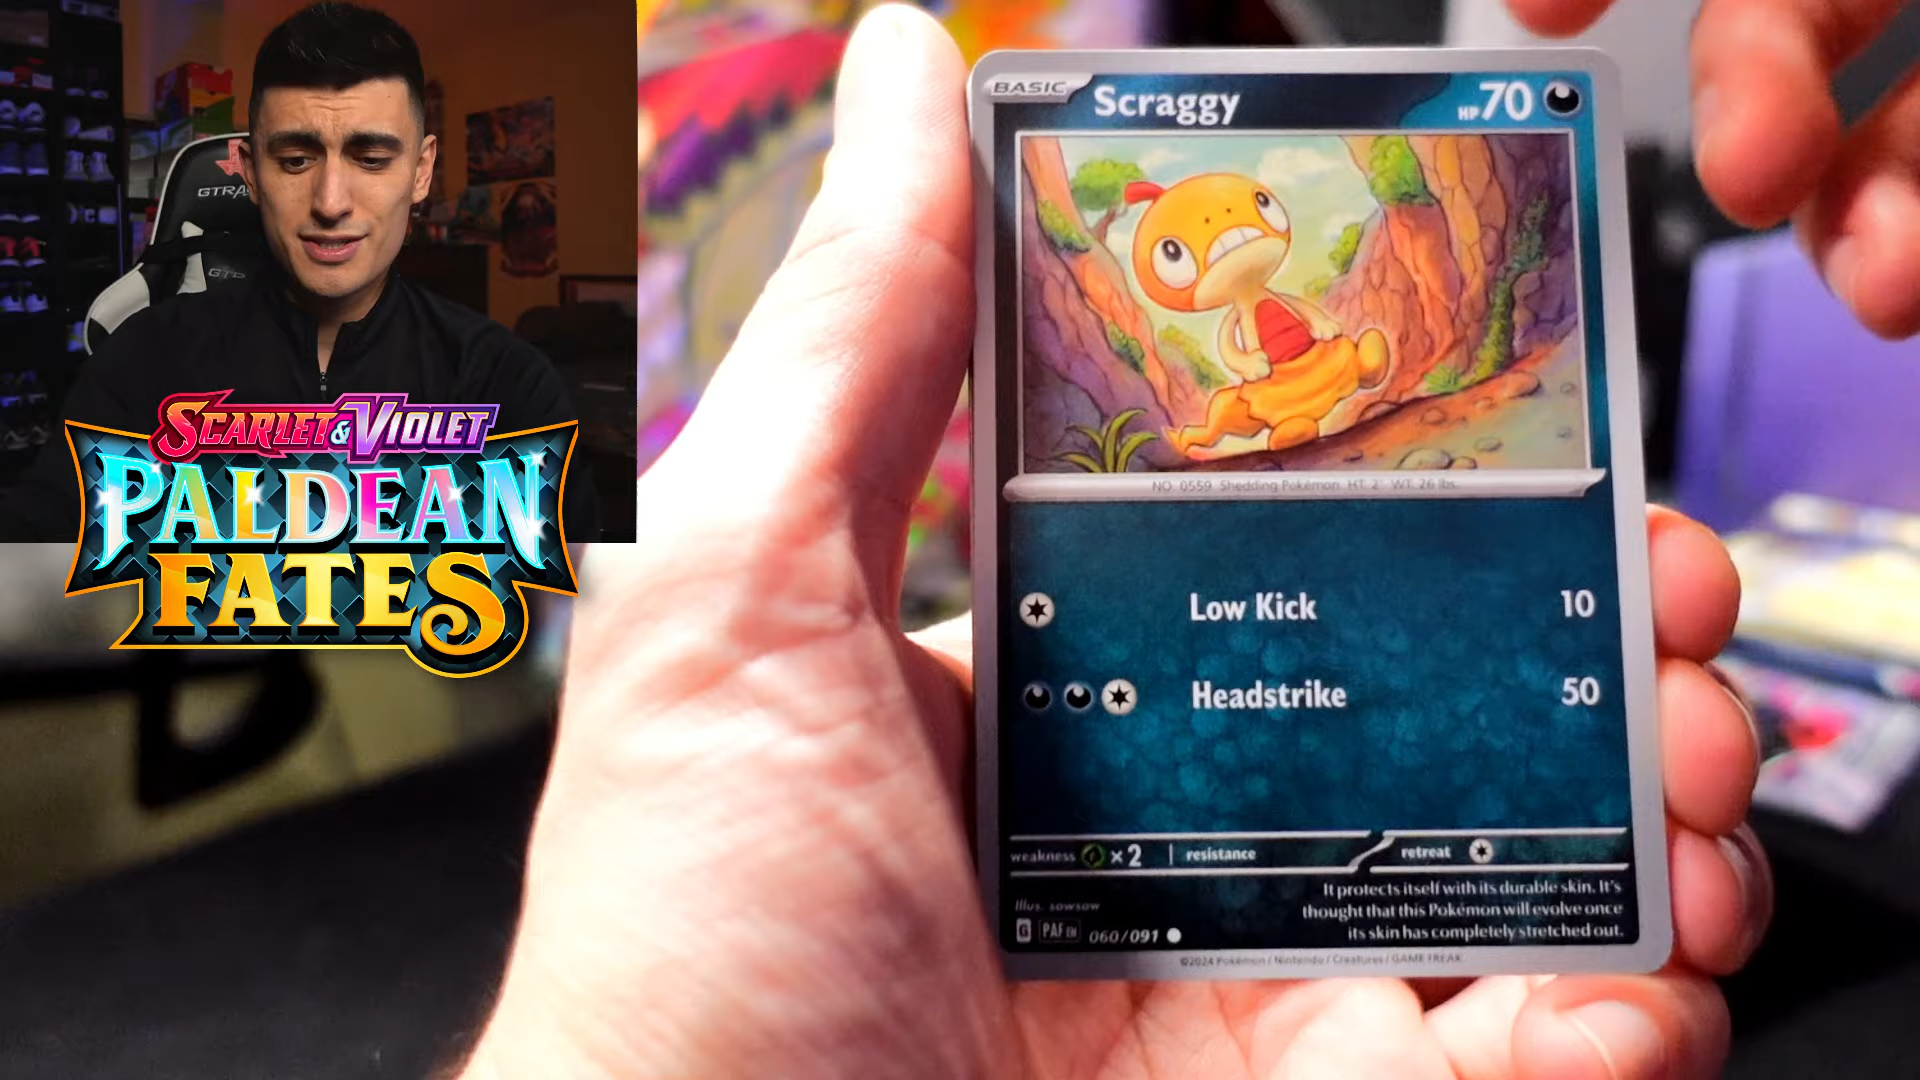 GTRA
SCARLET & VIOLET
PALDEAN
FATES
BASIC
Scraggy
HP 70
NO. 0559 Shedding Pokémon HT. 2' WT. 26 lbs.
Low Kick 10
Headstrike 50
weakness ×2 resistance retreat
It protects itself with its durable skin. It's
thought that this Pokémon will evolve once
its skin has completely stretched out.
Illus. sowsow
G PAF EN 060/091
©2024 Pokémon / Nintendo / Creatures / GAME FREAK